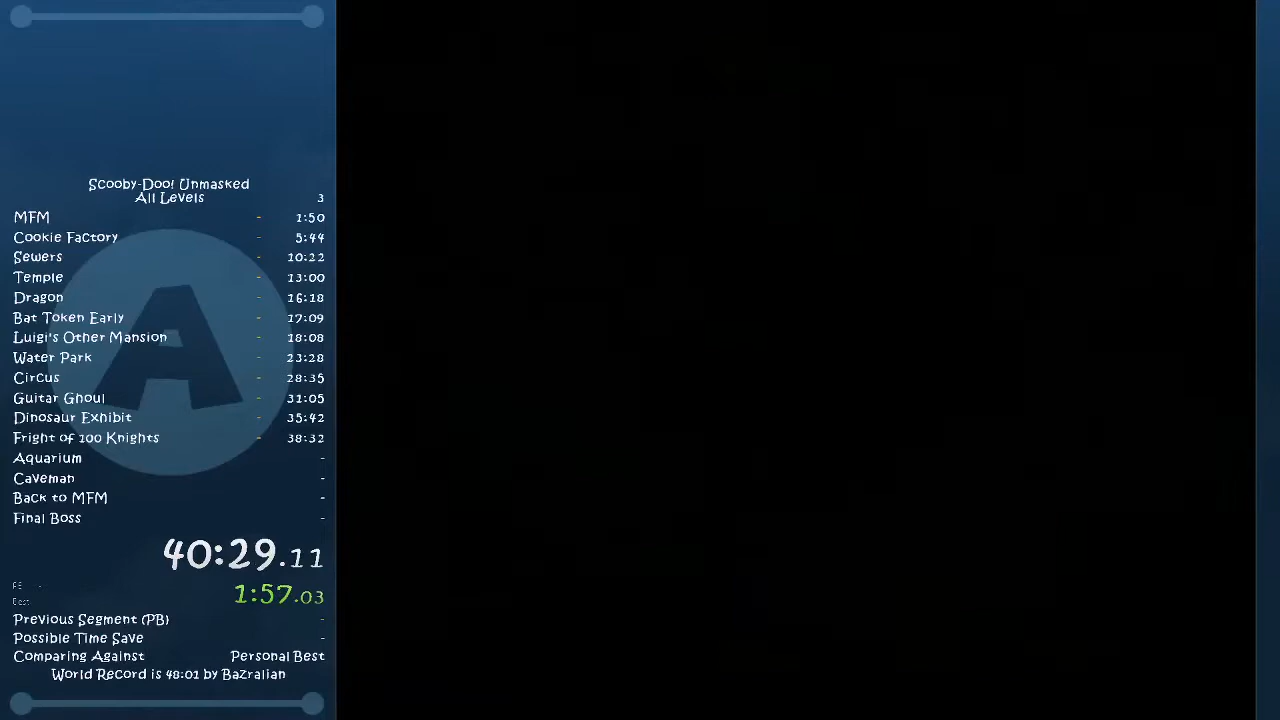 Scooby-Doo! Unmasked
All Levels 3
MFM - 1:50
Cookie Factory - 5:44
Sewers - 10:22
Temple - 13:00
Dragon - 16:18
Bat Token Early - 17:09
Luigi's Other Mansion - 18:08
Water Park - 23:28
Circus - 28:35
Guitar Ghoul - 31:05
Dinosaur Exhibit - 35:42
Fright of 100 Knights - 38:32
Aquarium -
Caveman -
Back to MFM -
Final Boss -
40:29.11
1:57.03
Previous Segment (PB) -
Possible Time Save -
Comparing Against Personal Best
World Record is 48:01 by Bazralian
A